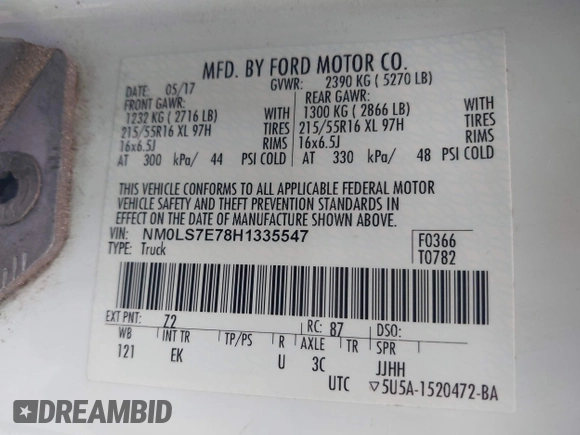 MFD. BY FORD MOTOR CO.
DATE: 05/17 GVWR: 2390 KG ( 5270 LB)
FRONT GAWR: REAR GAWR:
1232 KG ( 2716 LB) WITH 1300 KG ( 2866 LB) WITH
215/55R16 XL 97H TIRES 215/55R16 XL 97H TIRES
16x6.5J RIMS 16x6.5J RIMS
AT 300 kPa/ 44 PSI COLD AT 330 kPa/ 48 PSI COLD
THIS VEHICLE CONFORMS TO ALL APPLICABLE FEDERAL MOTOR
VEHICLE SAFETY AND THEFT PREVENTION STANDARDS IN
EFFECT ON THE DATE OF MANUFACTURE SHOWN ABOVE.
VIN: NM0LS7E78H1335547 F0366
TYPE: Truck T0782
EXT PNT: Z2 RC: 87 DSO:
WB INT TR TP/PS R AXLE TR SPR
121 EK U 3C JJHH
UTC ▽5U5A-1520472-BA
DREAMBID